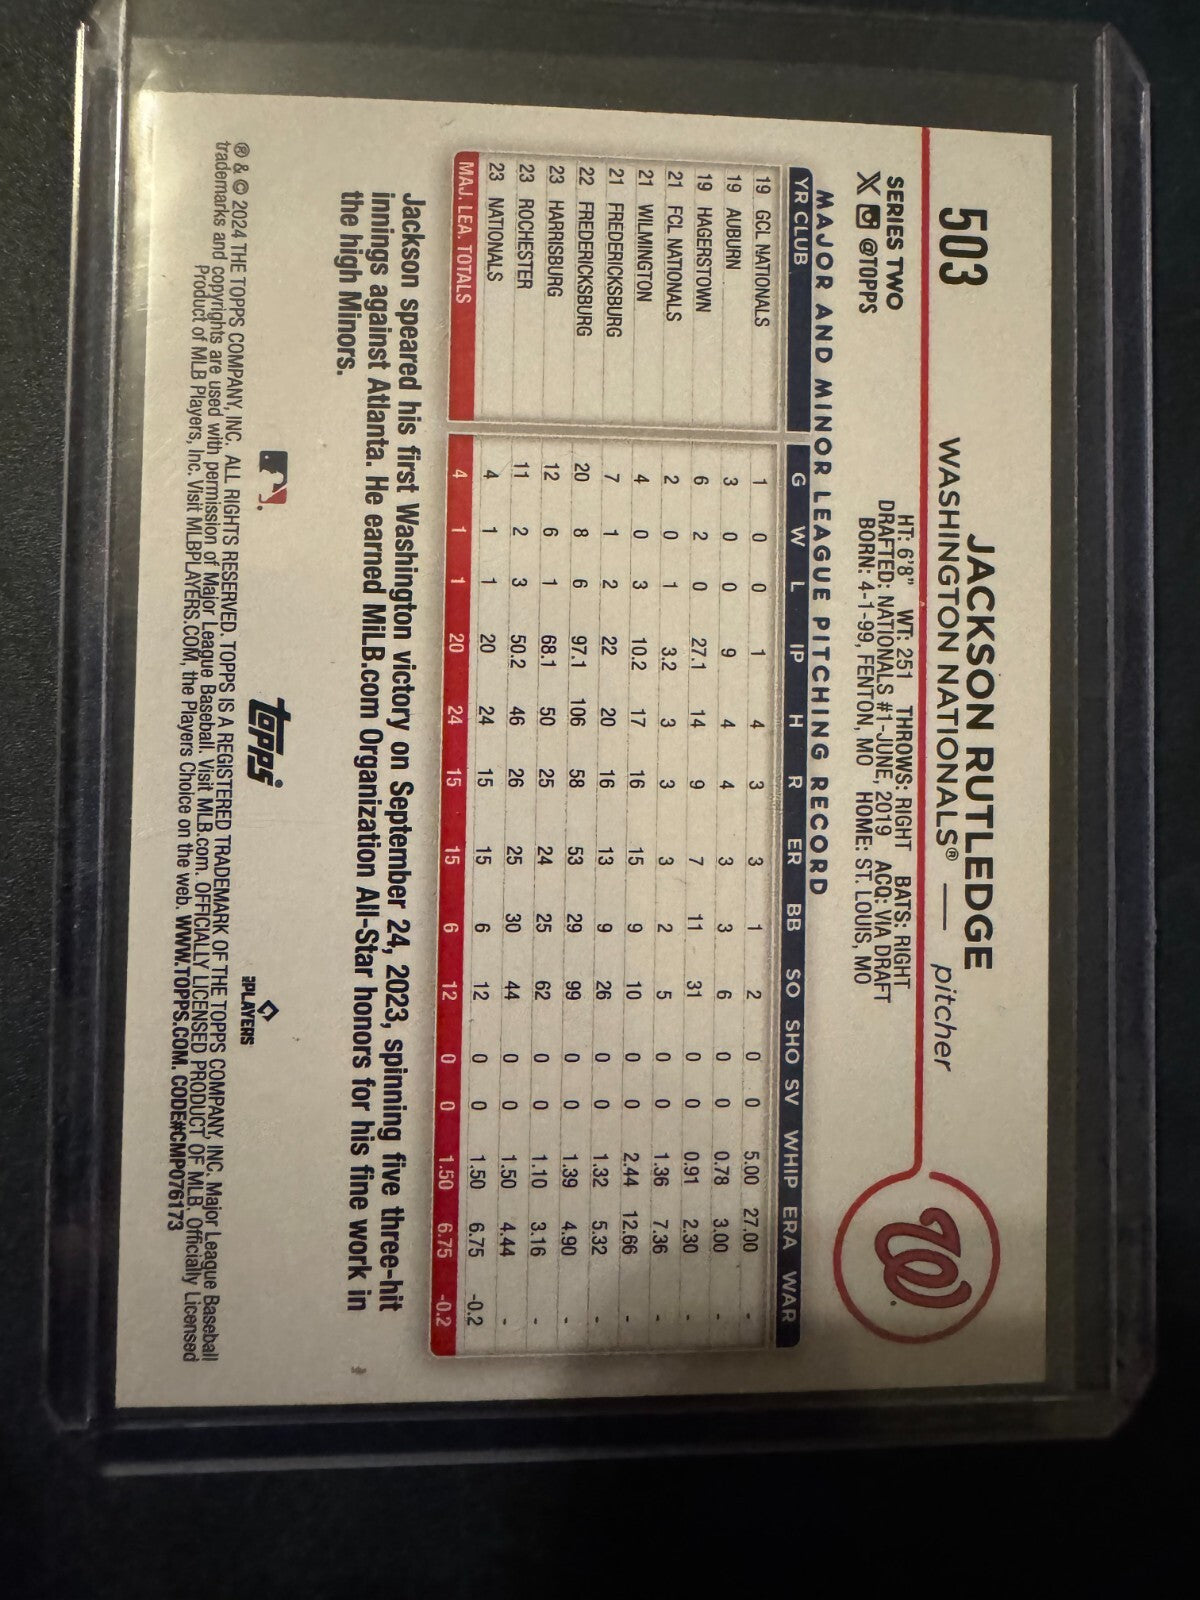 503
JACKSON RUTLEDGE
WASHINGTON NATIONALS® — pitcher
SERIES TWO
X @TOPPS
HT: 6'8" WT: 251 THROWS: RIGHT BATS: RIGHT
DRAFTED: NATIONALS #1-JUNE, 2019 ACQ: VIA DRAFT
BORN: 4-1-99, FENTON, MO HOME: ST. LOUIS, MO
W
MAJOR AND MINOR LEAGUE PITCHING RECORD
YR CLUB G W L IP H R ER BB SO SHO SV WHIP ERA WAR
19 GCL NATIONALS 1 0 0 1 4 3 3 1 2 0 0 5.00 27.00 -
19 AUBURN 3 0 0 9 4 4 3 3 6 0 0 0.78 3.00 -
19 HAGERSTOWN 6 2 0 27.1 14 9 7 11 31 0 0 0.91 2.30 -
21 FCL NATIONALS 2 0 1 3.2 3 3 3 2 5 0 0 1.36 7.36 -
21 WILMINGTON 4 0 3 10.2 17 16 15 9 10 0 0 2.44 12.66 -
21 FREDERICKSBURG 7 1 2 22 20 16 13 9 26 0 0 1.32 5.32 -
22 FREDERICKSBURG 20 8 6 97.1 106 58 53 29 99 0 0 1.39 4.90 -
23 HARRISBURG 12 6 1 68.1 50 25 24 25 62 0 0 1.10 3.16 -
23 ROCHESTER 11 2 3 50.2 46 26 25 30 44 0 0 1.50 4.44 -
23 NATIONALS 4 1 1 20 24 15 15 6 12 0 0 1.50 6.75 -0.2
MAJ. LEA. TOTALS 4 1 1 20 24 15 15 6 12 0 0 1.50 6.75 -0.2
Jackson speared his first Washington victory on September 24, 2023, spinning five three-hit
innings against Atlanta. He earned MiLB.com Organization All-Star honors for his fine work in
the high Minors.
topps
PLAYERS
® & © 2024 THE TOPPS COMPANY, INC. ALL RIGHTS RESERVED. TOPPS IS A REGISTERED TRADEMARK OF THE TOPPS COMPANY, INC. Major League Baseball
trademarks and copyrights are used with permission of Major League Baseball. Visit MLB.com. OFFICIALLY LICENSED PRODUCT OF MLB. Officially Licensed
Product of MLB Players, Inc. Visit MLBPLAYERS.COM, the Players Choice on the web. WWW.TOPPS.COM. CODE#CMP076173